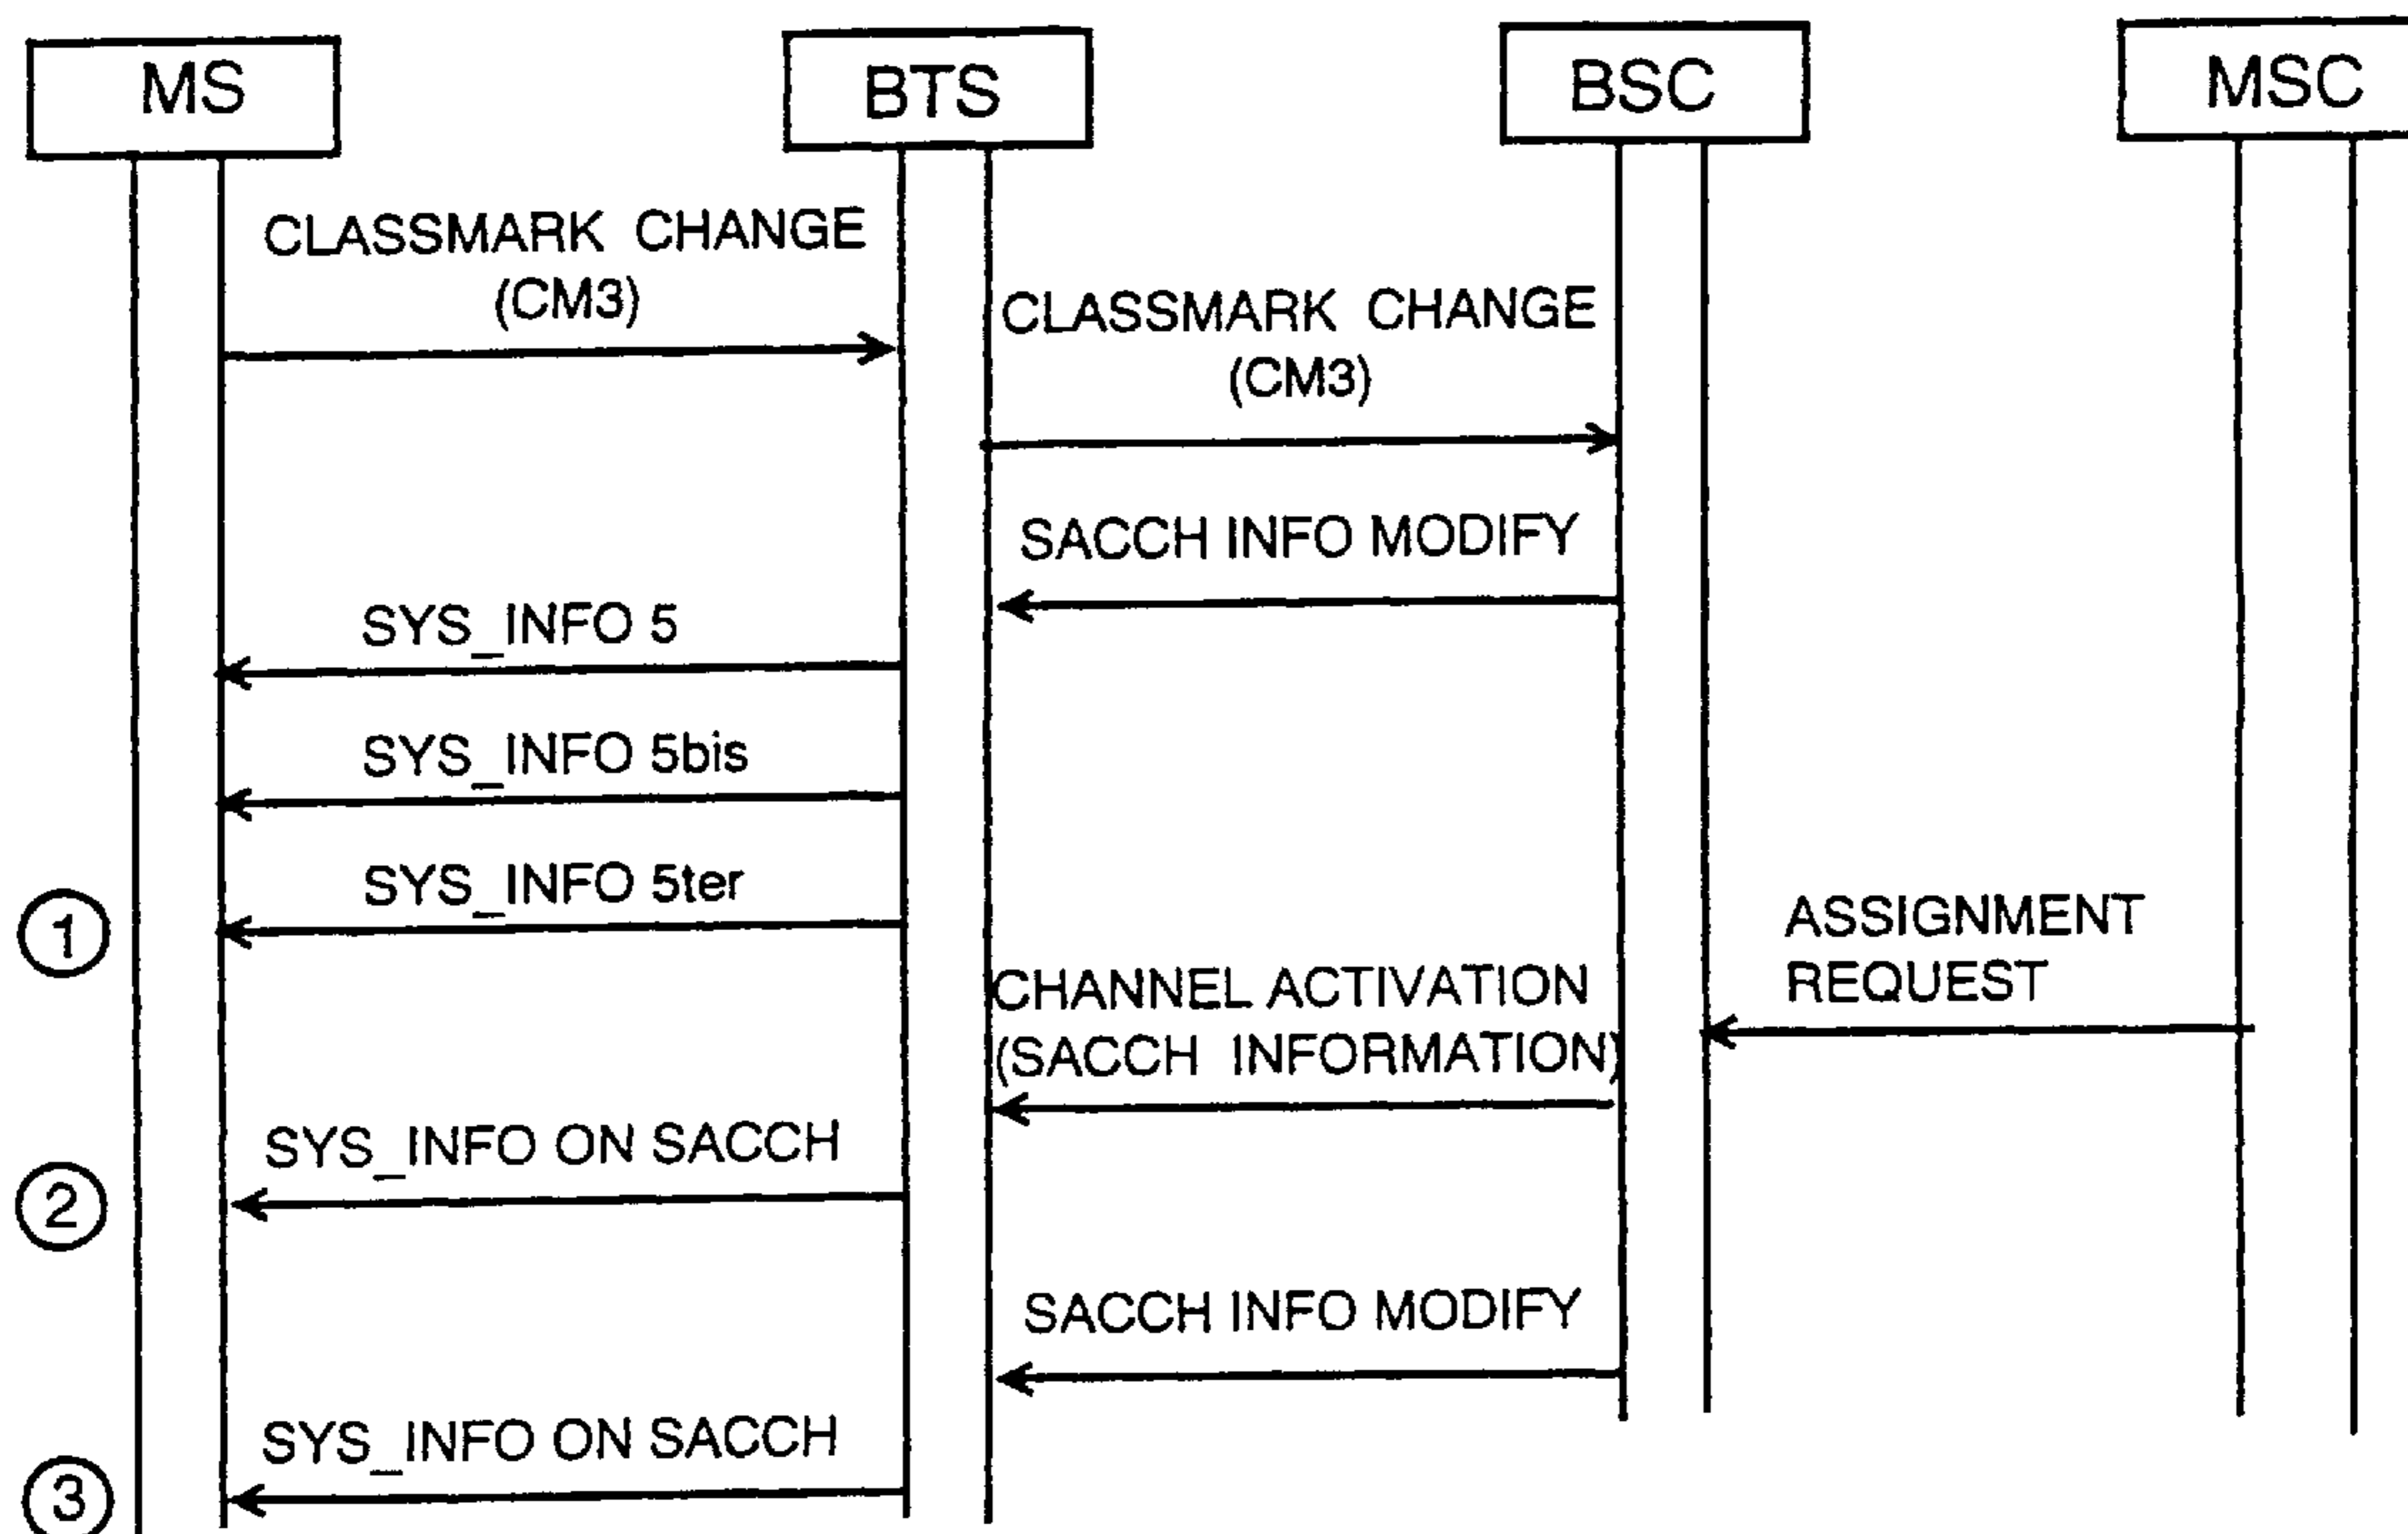 MS
BTS
BSC
MSC
CLASSMARK CHANGE
(CM3)
CLASSMARK CHANGE
(CM3)
SACCH INFO MODIFY
SYS_INFO 5
SYS_INFO 5bis
SYS_INFO 5ter
1
ASSIGNMENT
REQUEST
CHANNEL ACTIVATION
(SACCH INFORMATION)
SYS_INFO ON SACCH
2
SACCH INFO MODIFY
SYS_INFO ON SACCH
3